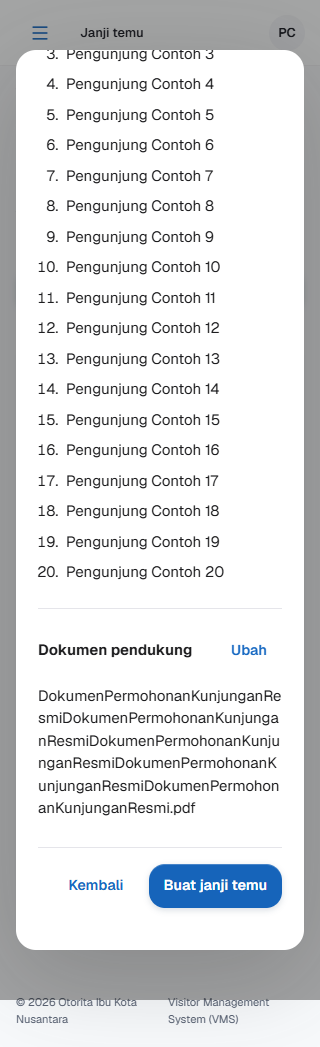 Janji temu
PC
3. Pengunjung Contoh 3
4. Pengunjung Contoh 4
5. Pengunjung Contoh 5
6. Pengunjung Contoh 6
7. Pengunjung Contoh 7
8. Pengunjung Contoh 8
9. Pengunjung Contoh 9
10. Pengunjung Contoh 10
11. Pengunjung Contoh 11
12. Pengunjung Contoh 12
13. Pengunjung Contoh 13
14. Pengunjung Contoh 14
15. Pengunjung Contoh 15
16. Pengunjung Contoh 16
17. Pengunjung Contoh 17
18. Pengunjung Contoh 18
19. Pengunjung Contoh 19
20. Pengunjung Contoh 20
Dokumen pendukung
Ubah
DokumenPermohonanKunjunganRe
smiDokumenPermohonanKunjunga
nResmiDokumenPermohonanKunju
nganResmiDokumenPermohonanK
unjunganResmiDokumenPermohon
anKunjunganResmi.pdf
Kembali
Buat janji temu
© 2026 Otorita Ibu Kota
Nusantara
Visitor Management
System (VMS)